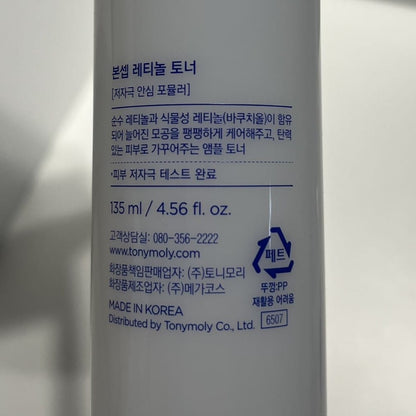 본셉 레티놀 토너
[저자극 안심 포뮬러]
순수 레티놀과 식물성 레티놀(바쿠치올)이 함유
되어 늘어진 모공을 팽팽하게 케어해주고, 탄력
있는 피부로 가꾸어주는 앰플 토너
·피부 저자극 테스트 완료
135 ml / 4.56 fl. oz.
고객상담실: 080-356-2222
www.tonymoly.com
화장품책임판매업자: (주)토니모리
화장품제조업자: (주)메가코스
MADE IN KOREA
Distributed by Tonymoly Co., Ltd.
페트
뚜껑:PP
재활용 어려움
6507